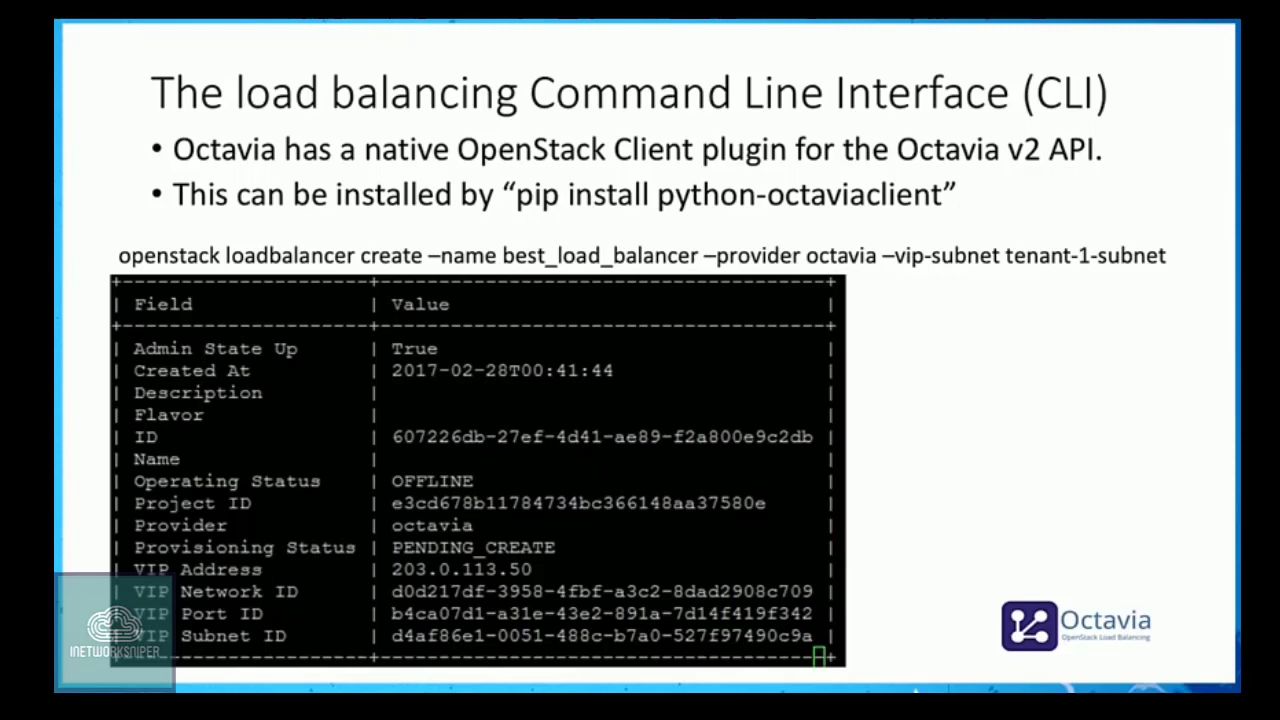 The load balancing Command Line Interface (CLI)
• Octavia has a native OpenStack Client plugin for the Octavia v2 API.
• This can be installed by “pip install python-octaviaclient”
openstack loadbalancer create –name best_load_balancer –provider octavia –vip-subnet tenant-1-subnet
+--------------------+---------------------------------------+
| Field | Value |
+--------------------+---------------------------------------+
| Admin State Up | True |
| Created At | 2017-02-28T00:41:44 |
| Description | |
| Flavor | |
| ID | 607226db-27ef-4d41-ae89-f2a800e9c2db |
| Name | |
| Operating Status | OFFLINE |
| Project ID | e3cd678b11784734bc366148aa37580e |
| Provider | octavia |
| Provisioning Status | PENDING_CREATE |
| VIP Address | 203.0.113.50 |
| VIP Network ID | d0d217df-3958-4fbf-a3c2-8dad2908c709 |
| VIP Port ID | b4ca07d1-a31e-43e2-891a-7d14f419f342 |
| VIP Subnet ID | d4af86e1-0051-488c-b7a0-527f97490c9a |
+--------------------+---------------------------------------+
INETWORKSNIPER
Octavia
OpenStack Load Balancing